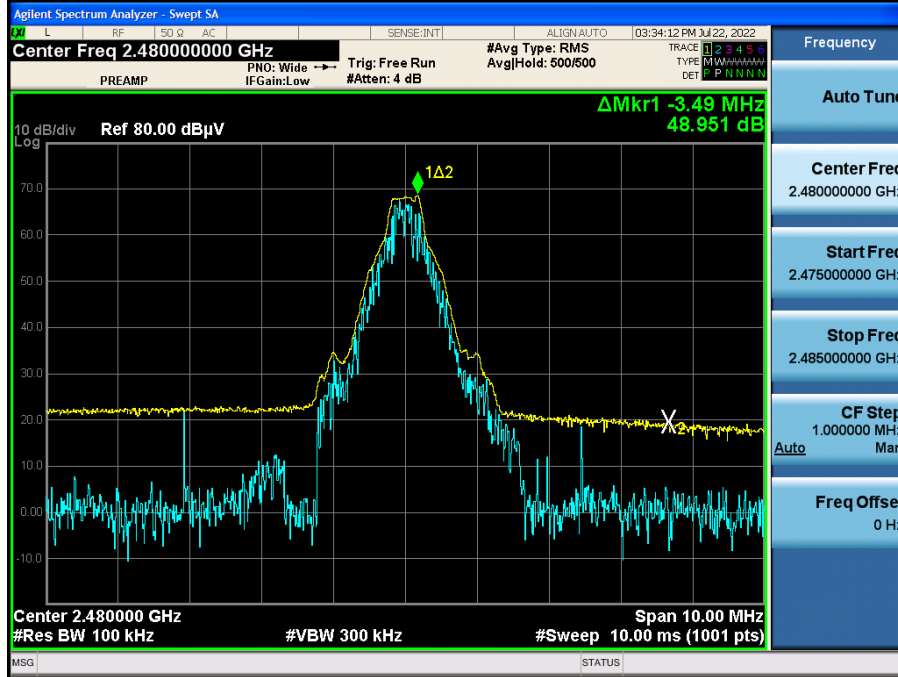 Agilent Spectrum Analyzer - Swept SA
LXI L RF 50 Ω AC SENSE:INT ALIGN AUTO 03:34:12 PM Jul 22, 2022
Center Freq 2.480000000 GHz
PREAMP
PNO: Wide
IFGain:Low
Trig: Free Run
#Atten: 4 dB
#Avg Type: RMS
Avg|Hold: 500/500
TRACE 1 2 3 4 5 6
TYPE MWWWWW
DET P P N N N N
ΔMkr1 -3.49 MHz
48.951 dB
10 dB/div Ref 80.00 dBµV
Log
1Δ2
70.0
60.0
50.0
40.0
30.0
20.0
10.0
0.00
-10.0
X2
Center 2.480000 GHz
Span 10.00 MHz
#Res BW 100 kHz
#VBW 300 kHz
#Sweep 10.00 ms (1001 pts)
MSG
STATUS
Frequency
Auto Tune
Center Freq
2.480000000 GHz
Start Freq
2.475000000 GHz
Stop Freq
2.485000000 GHz
CF Step
1.000000 MHz
Auto Man
Freq Offset
0 Hz